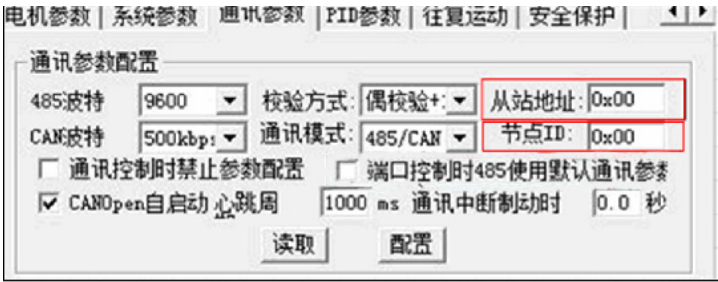 电机参数 系统参数 通讯参数 PID参数 往复运动 安全保护
通讯参数配置
485波特 9600 校验方式: 偶校验+ 从站地址: 0x00
CAN波特 500kbp 通讯模式: 485/CAN 节点ID: 0x00
通讯控制时禁止参数配置 端口控制时485使用默认通讯参
CANOpen自启动 心跳周 1000 ms 通讯中断制动时 0.0 秒
读取 配置